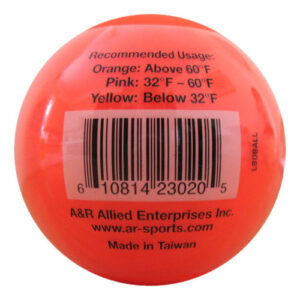 Recommended Usage:
Orange: Above 60°F
Pink: 32°F – 60°F
Yellow: Below 32°F
6 10814 23020 5
LBOBALL
A&R Allied Enterprises Inc.
www.ar-sports.com
Made in Taiwan